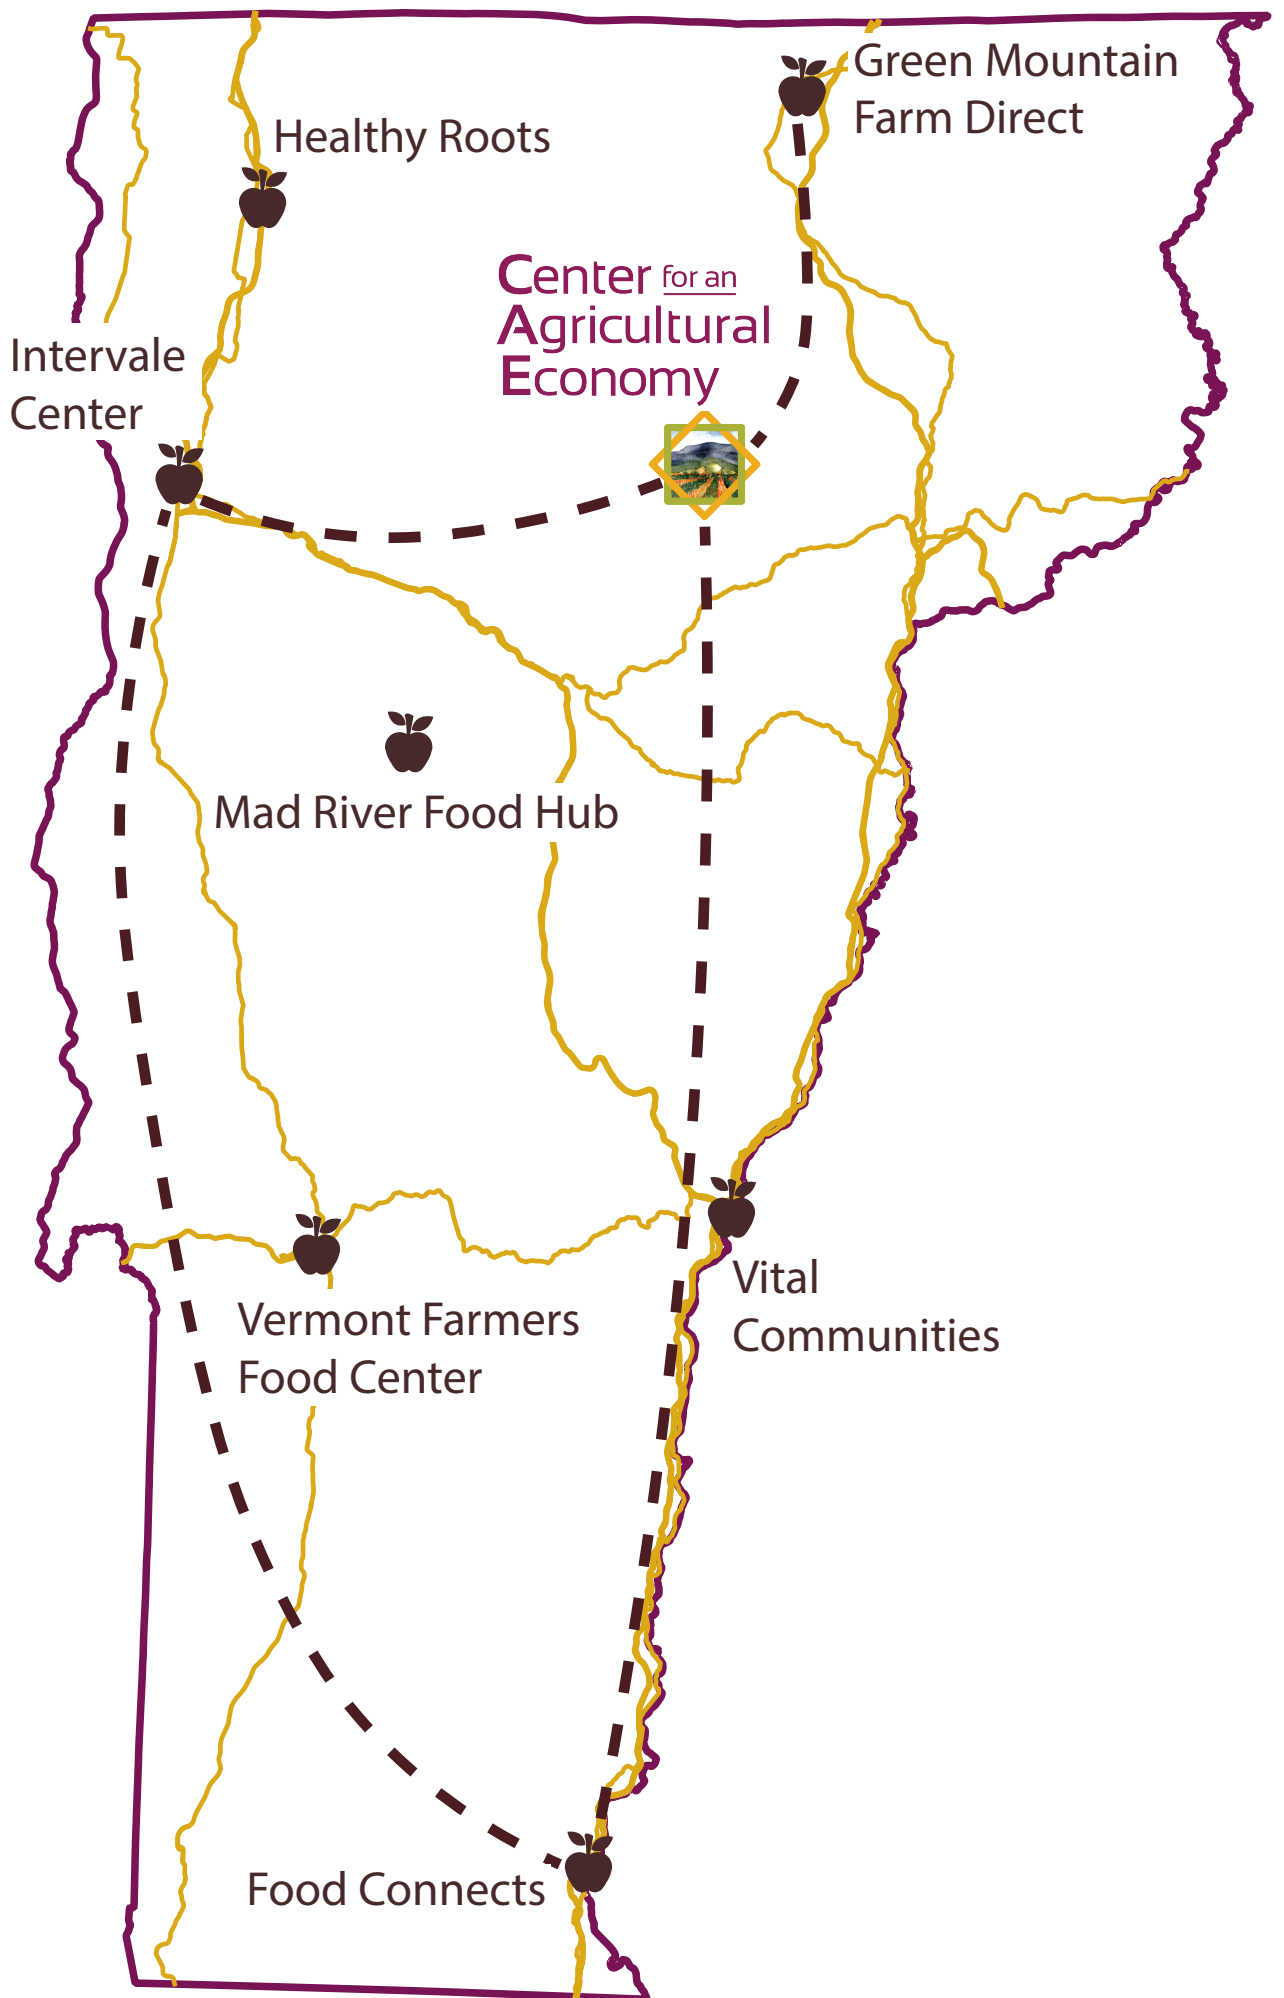 Green Mountain
Farm Direct
Healthy Roots
Center for an
Agricultural
Economy
Intervale
Center
Mad River Food Hub
Vital
Communities
Vermont Farmers
Food Center
Food Connects